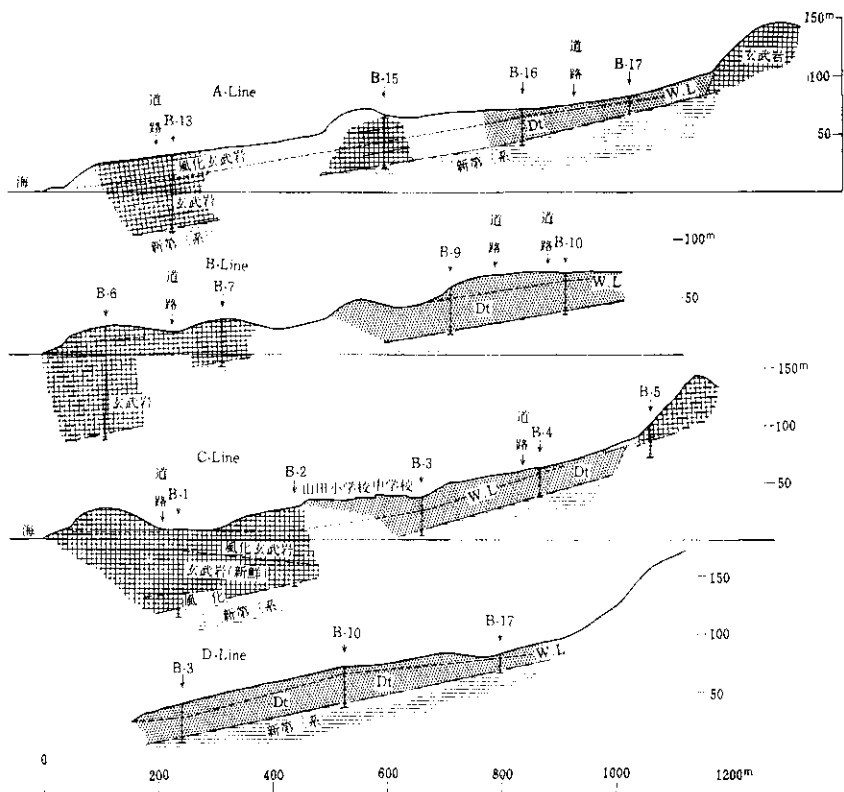 150m
玄武岩
道路
B-17
B-16
B-15
A-Line
100
道路
B-13
W.L
Dt
風化玄武岩
50
新第三系
海
玄武岩
新第三系
道路
道路
100m
B-9
B-10
B-Line
道路
B-7
B-6
W.L
50
Dt
玄武岩
150m
B-5
100
C-Line
道路
B-4
B-3
B-2
山田小学校中学校
道路
B-1
Dt
W.L
50
海
風化玄武岩
玄武岩(新鮮)
風化
新第三系
150
B-17
B-10
100
D-Line
B-3
W.L
Dt
Dt
50
新第三系
0
200
400
600
800
1000
1200m